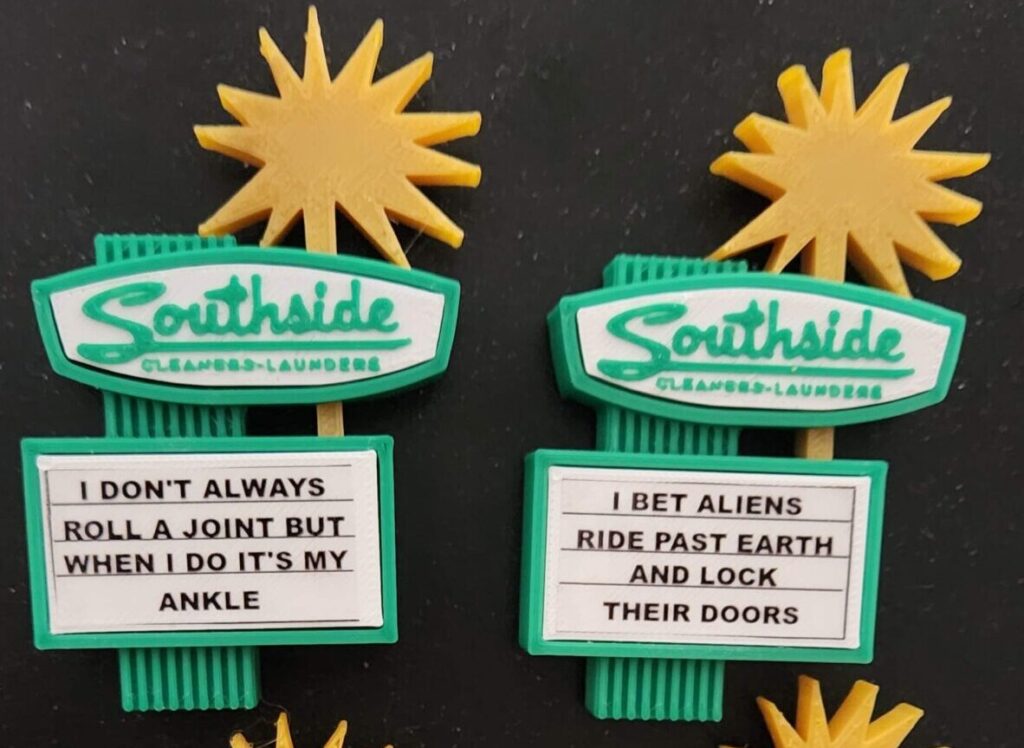 Southside
CLEANERS-LAUNDERS
I DON'T ALWAYS
ROLL A JOINT BUT
WHEN I DO IT'S MY
ANKLE
Southside
CLEANERS-LAUNDERS
I BET ALIENS
RIDE PAST EARTH
AND LOCK
THEIR DOORS